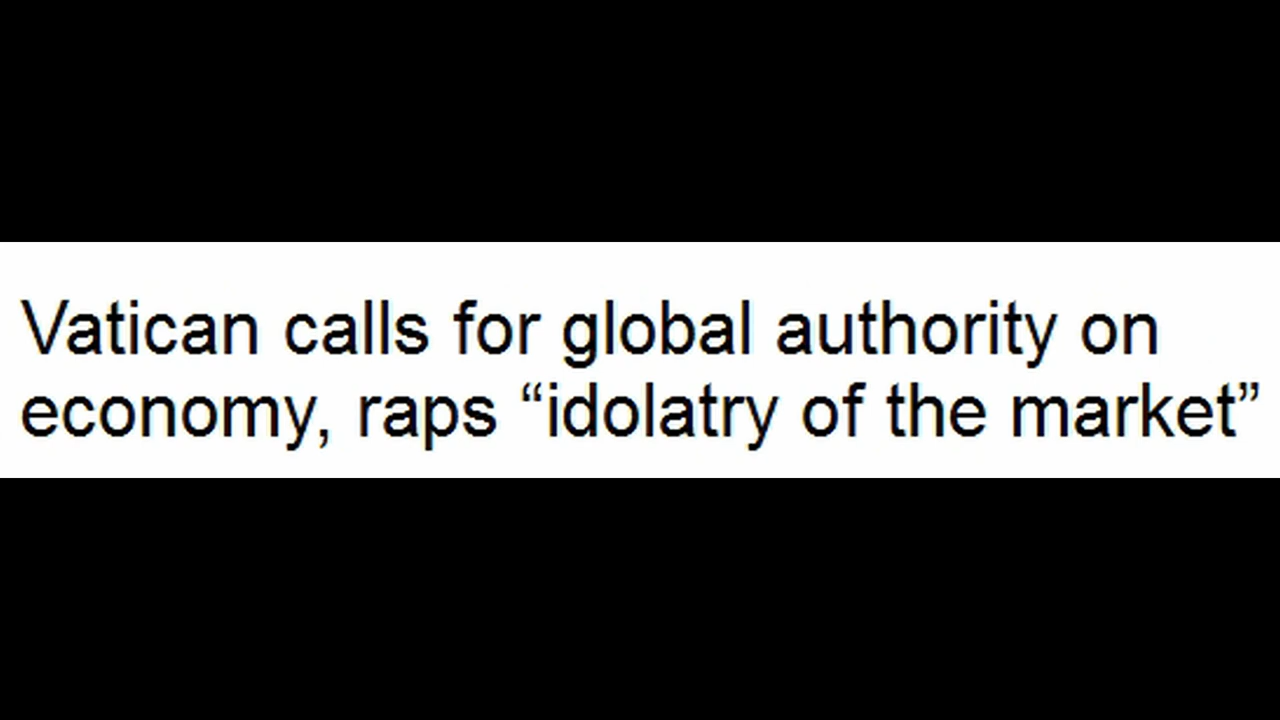 Vatican calls for global authority on
economy, raps “idolatry of the market”